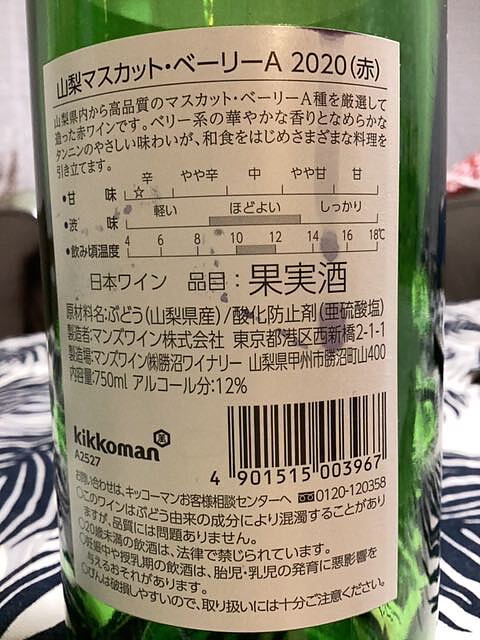 山梨マスカット・ベーリーA 2020(赤)
山梨県内から高品質のマスカット・ベーリーA種を厳選して
造った赤ワインです。ベリー系の華やかな香りとなめらかな
タンニンのやさしい味わいが、和食をはじめさまざまな料理を
引き立てます。
辛 やや辛 中 やや甘 甘
・甘 味 ☆
軽い ほどよい しっかり
・渋 味
4 6 8 10 12 14 16 18℃
・飲み頃温度
日本ワイン 品目:果実酒
原材料名:ぶどう(山梨県産)/酸化防止剤(亜硫酸塩)
製造者:マンズワイン株式会社 東京都港区西新橋2-1-1
製造場:マンズワイン㈱勝沼ワイナリー 山梨県甲州市勝沼町山400
内容量:750ml アルコール分:12%
kikkoman 萬
A2527
4 901515 003967
お問い合わせは、キッコーマンお客様相談センターへ 0120-120358
○このワインはぶどう由来の成分により混濁することがあり
ますが、品質には問題ありません。
○20歳未満の飲酒は、法律で禁じられています。
○妊娠中や授乳期の飲酒は、胎児・乳児の発育に悪影響を
与えるおそれがあります。
○びんは破損しやすいので、取り扱いには十分ご注意ください。